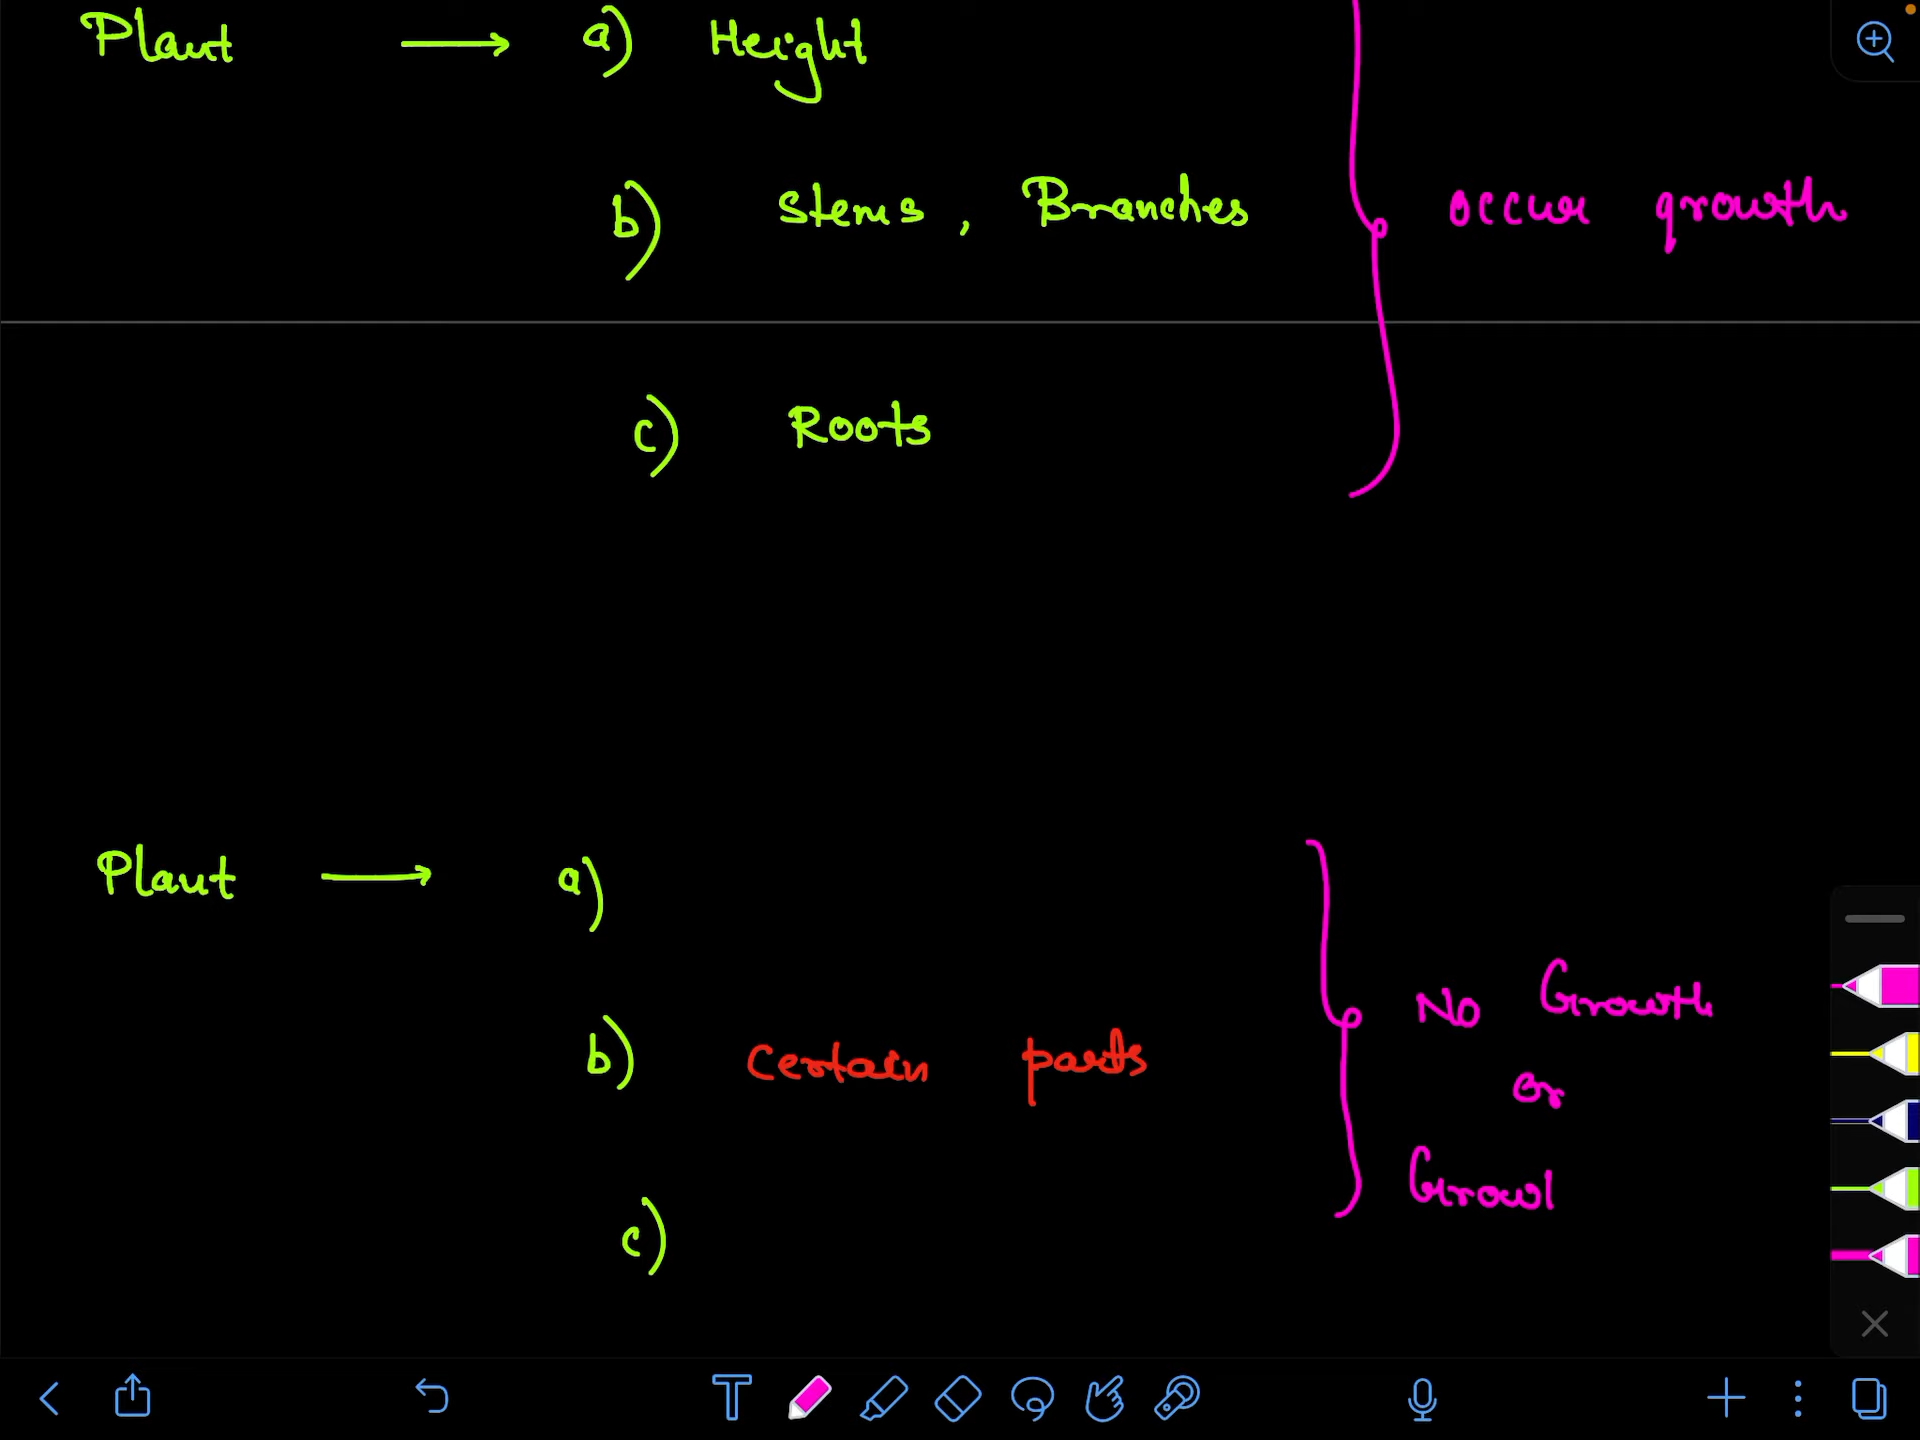 Plant → a) Height
b) Stems, Branches
occur growth
c) Roots
Plant → a)
b) Certain parts
c)
No Growth
or
Growl